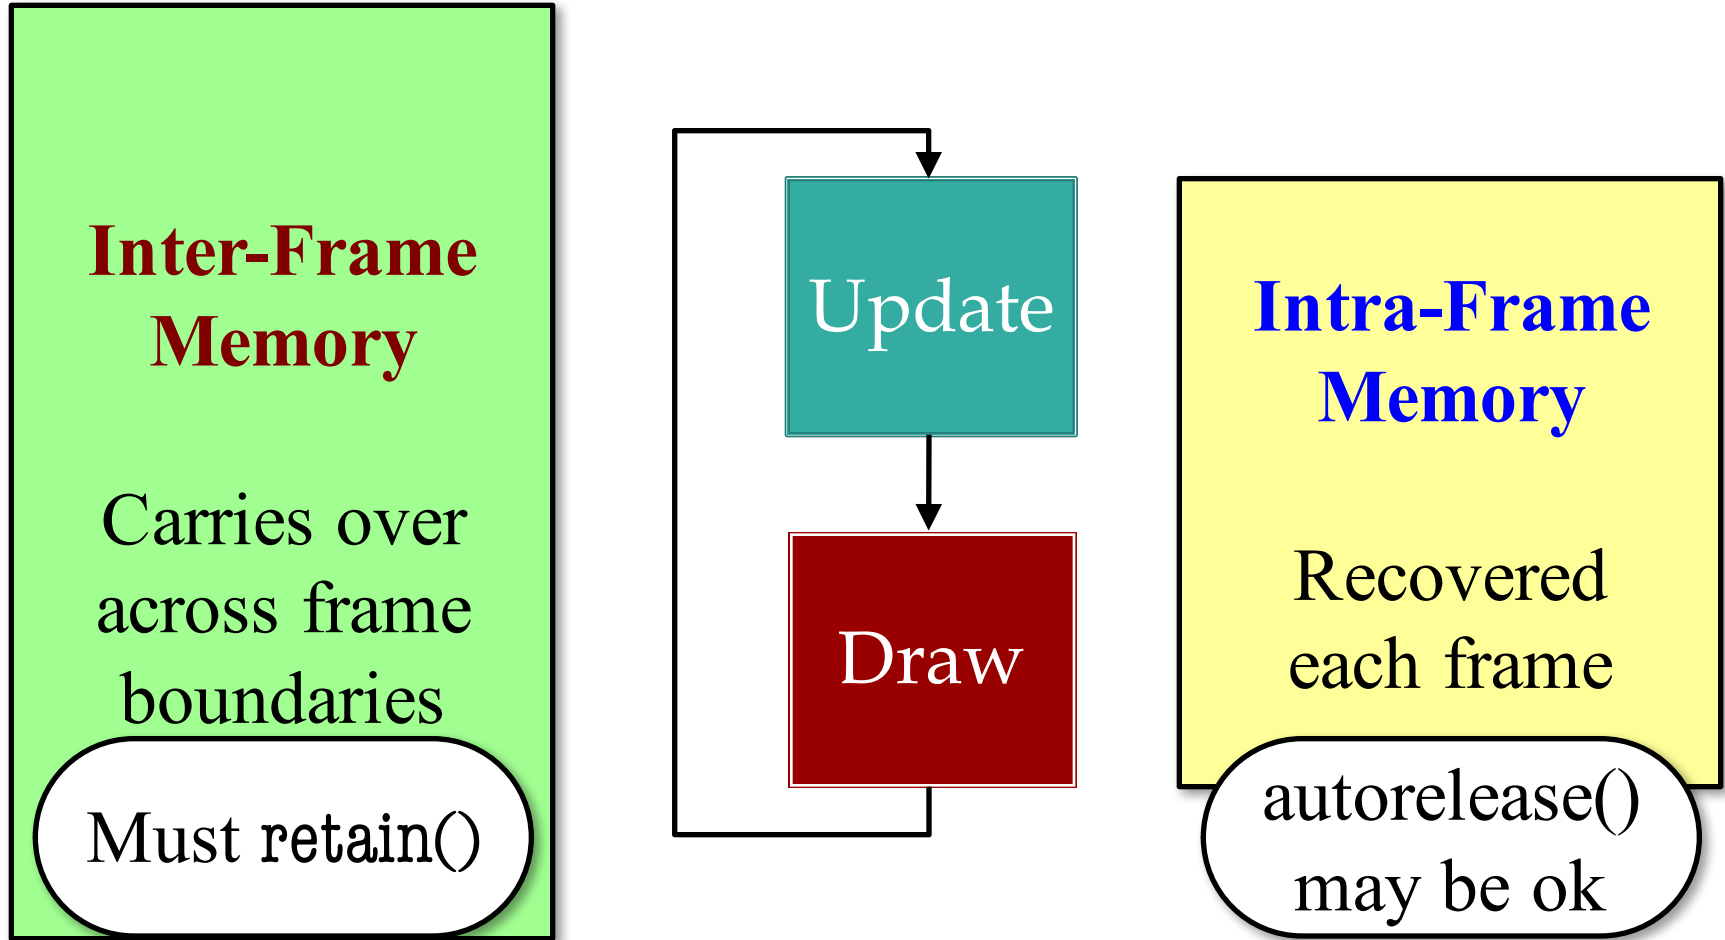 Inter-Frame
Memory
Carries over
across frame
boundaries
Must retain()
Update
Draw
Intra-Frame
Memory
Recovered
each frame
autorelease()
may be ok